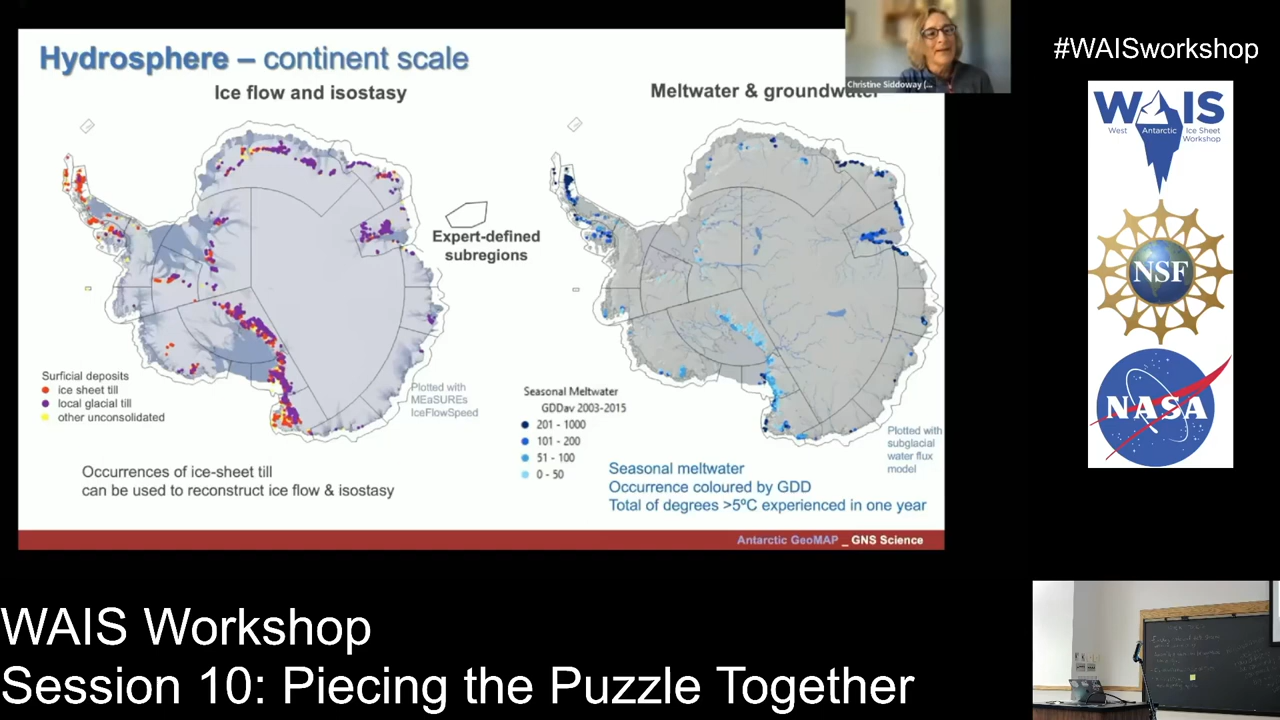 Hydrosphere – continent scale
Ice flow and isostasy
Meltwater & groundwater
Christine Siddoway (...
Expert-defined
subregions
Surficial deposits
ice sheet till
local glacial till
other unconsolidated
Plotted with
MEaSUREs
IceFlowSpeed
Occurrences of ice-sheet till
can be used to reconstruct ice flow & isostasy
Seasonal Meltwater
GDDav 2003-2015
201 - 1000
101 - 200
51 - 100
0 - 50
Plotted with
subglacial
water flux
model
Seasonal meltwater
Occurrence coloured by GDD
Total of degrees >5ºC experienced in one year
Antarctic GeoMAP _ GNS Science
#WAISworkshop
WAIS
West Antarctic Ice Sheet
Workshop
NSF
NASA
WAIS Workshop
Session 10: Piecing the Puzzle Together